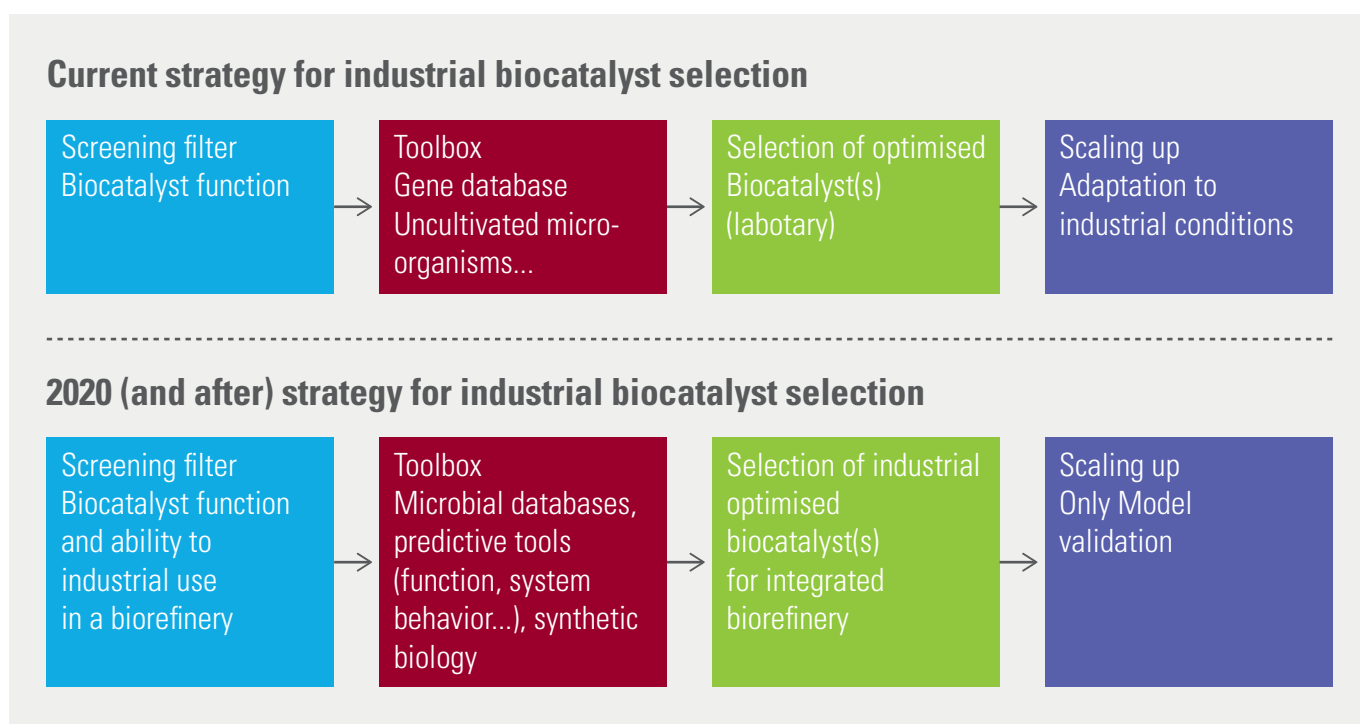 Current strategy for industrial biocatalyst selection
Screening filter
Biocatalyst function
Toolbox
Gene database
Uncultivated micro-
organisms...
Selection of optimised
Biocatalyst(s)
(labotary)
Scaling up
Adaptation to
industrial conditions
2020 (and after) strategy for industrial biocatalyst selection
Screening filter
Biocatalyst function
and ability to
industrial use
in a biorefinery
Toolbox
Microbial databases,
predictive tools
(function, system
behavior...), synthetic
biology
Selection of industrial
optimised
biocatalyst(s)
for integrated
biorefinery
Scaling up
Only Model
validation